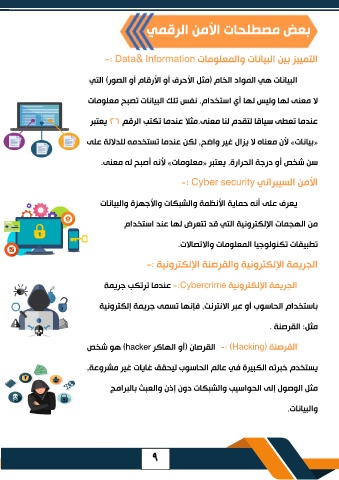 بعض مصطلحات الأمن الرقمي
التمييز بين البيانات والمعلومات Data& Information :-
البيانات هي المواد الخام (مثل الأحرف أو الأرقام أو الصور) التي
لا معنى لها وليس لها أي استخدام. نفس تلك البيانات تصبح معلومات
عندما تعطى سياقا لتقدم لنا معنى.مثلا عندما تكتب الرقم ٢٦ يعتبر
«بيانات» لأن معناه لا يزال غير واضح. لكن عندما تستخدمه للدلالة على
سن شخص أو درجة الحرارة، يعتبر «معلومات» لأنه أصبح له معنى.
الأمن السيبراني Cyber security :-
يعرف على أنه حماية الأنظمة والشبكات والأجهزة والبيانات
من الهجمات الإلكترونية التي قد تتعرض لها عند استخدام
تطبيقات تكنولوجيا المعلومات والاتصالات.
الجريمة الإلكترونية والقرصنة الإلكترونية :-
الجريمة الإلكترونية Cybercrime:- عندما ترتكب جريمة
باستخدام الحاسوب أو عبر الانترنت، فإنها تسمى جريمة إلكترونية
مثل: القرصنة .
القرصنة (Hacking) :- القرصان (أو الهاكر hacker) هو شخص
يستخدم خبرته الكبيرة في عالم الحاسوب ليحقق غايات غير مشروعة،
مثل الوصول إلى الحواسيب والشبكات دون إذن والعبث بالبرامج
والبيانات.
٩